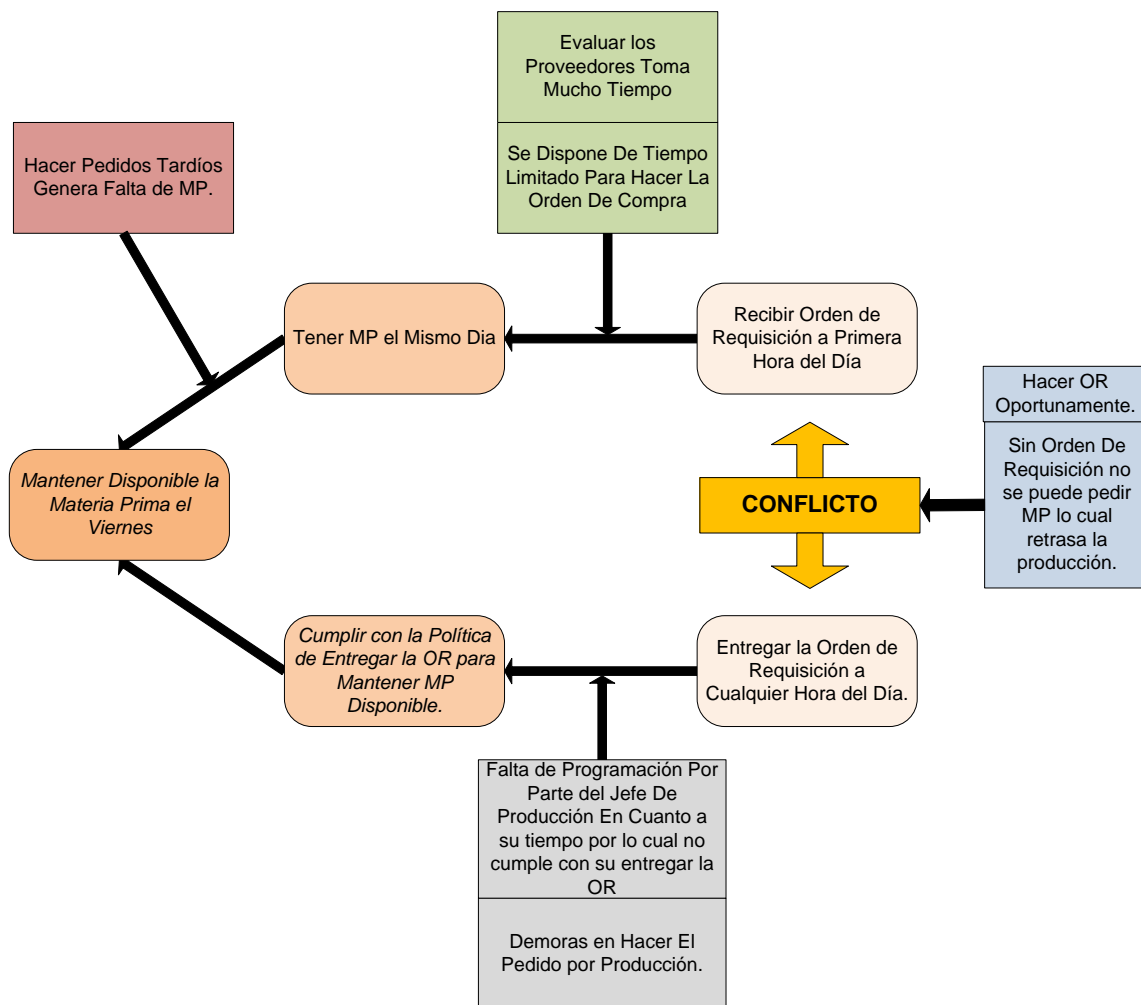 Evaluar los
Proveedores Toma
Mucho Tiempo
Se Dispone De Tiempo
Limitado Para Hacer La
Orden De Compra
Hacer Pedidos Tardíos
Genera Falta de MP.
Tener MP el Mismo Dia
Recibir Orden de
Requisición a Primera
Hora del Día
Hacer OR
Oportunamente.
Sin Orden De
Requisición no
se puede pedir
MP lo cual
retrasa la
producción.
Mantener Disponible la
Materia Prima el
Viernes
CONFLICTO
Cumplir con la Política
de Entregar la OR para
Mantener MP
Disponible.
Entregar la Orden de
Requisición a
Cualquier Hora del Día.
Falta de Programación Por
Parte del Jefe De
Producción En Cuanto a
su tiempo por lo cual no
cumple con su entregar la
OR
Demoras en Hacer El
Pedido por Producción.